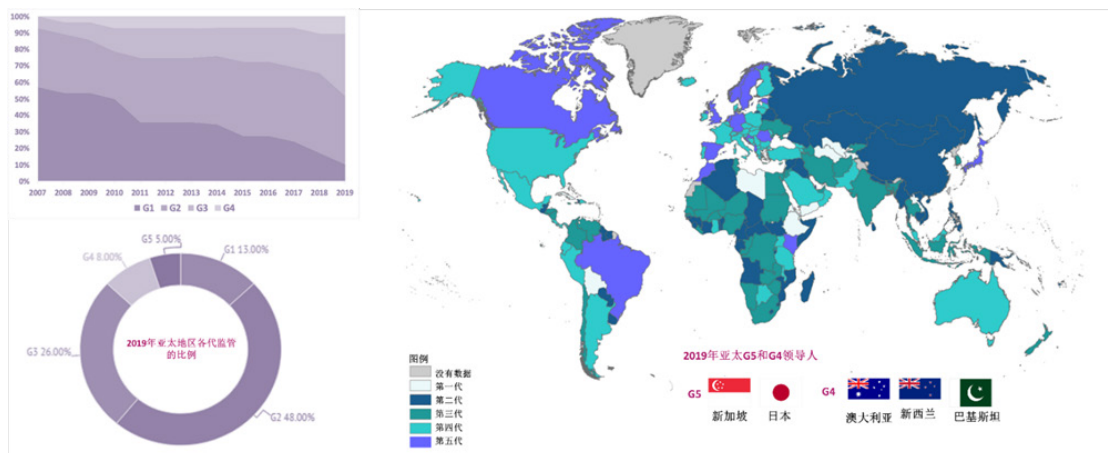 100%
90%
80%
70%
60%
50%
40%
30%
20%
10%
0%
2007 2008 2009 2010 2011 2012 2013 2014 2015 2016 2017 2018 2019
G1 G2 G3 G4
G5 5.00%
G1 13.00%
G4 8.00%
G3 26.00%
2019年亚太地区各代监管
的比例
G2 48.00%
图例
没有数据
第一代
第二代
第三代
第四代
第五代
2019年亚太G5和G4领导人
G5
新加坡
日本
G4
澳大利亚
新西兰
巴基斯坦